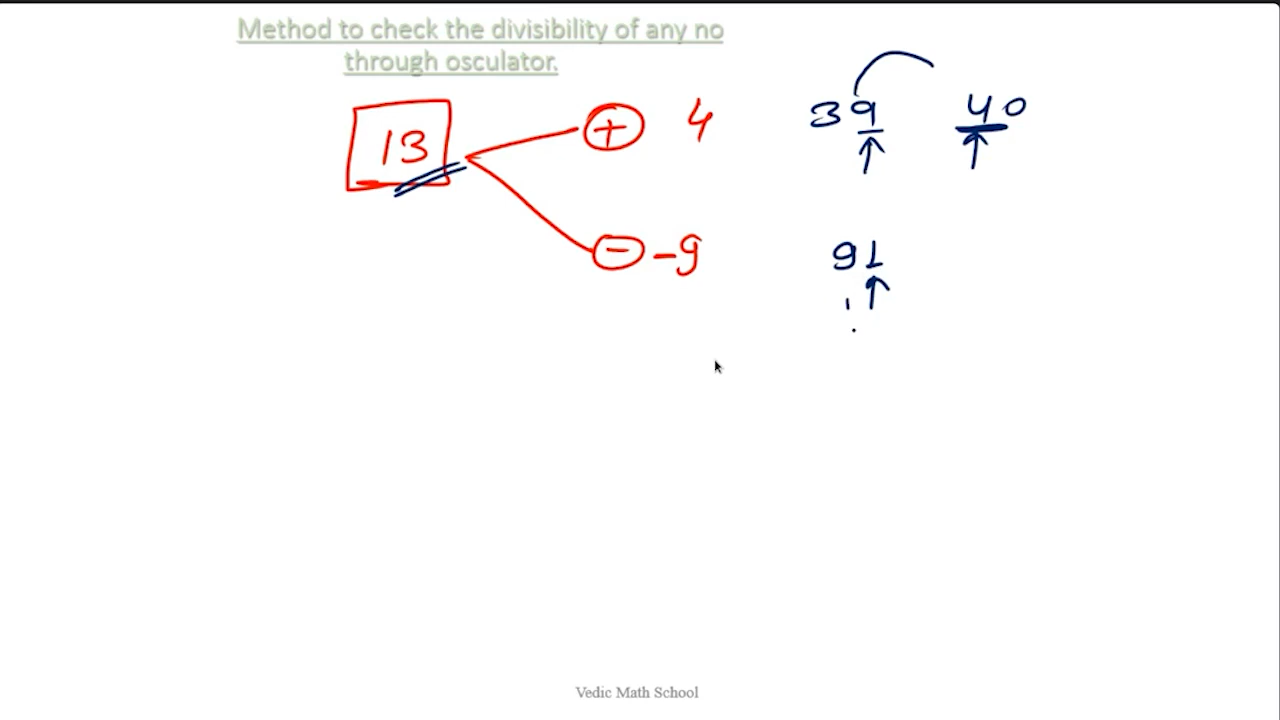 Method to check the divisibility of any no
through osculator.
13 + 4 39 40
- -9 91
Vedic Math School